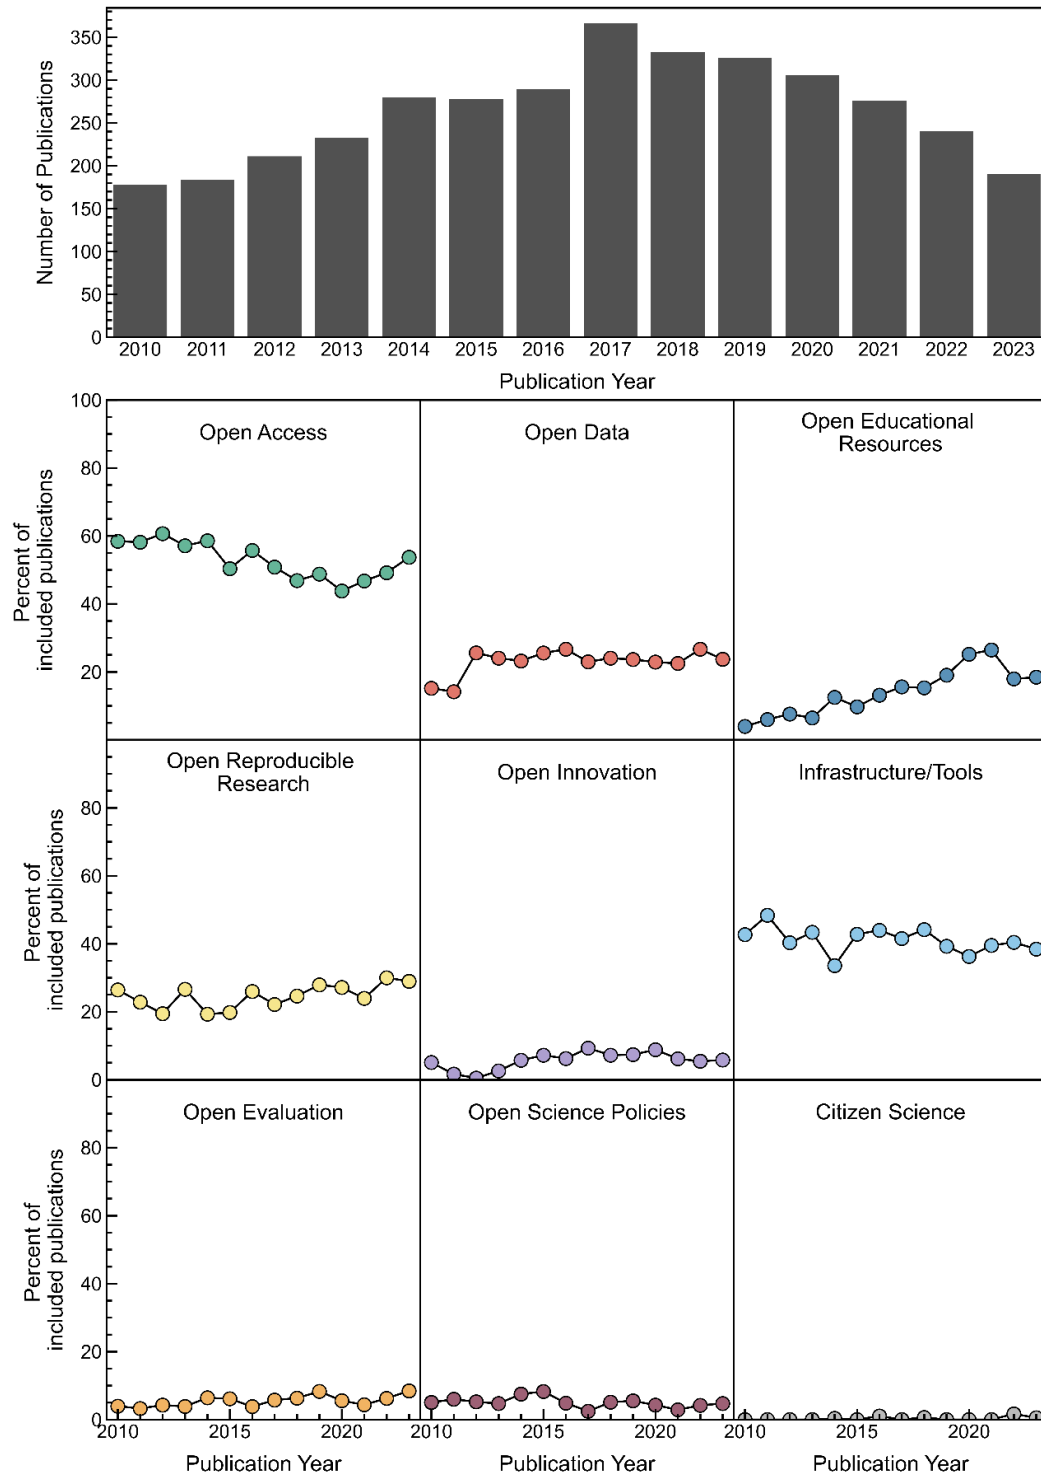 350
300
250
200
150
100
50
0
Number of Publications
2010 2011 2012 2013 2014 2015 2016 2017 2018 2019 2020 2021 2022 2023
Publication Year
100
80
60
40
20
Percent of
included publications
Open Access
Open Data
Open Educational
Resources
80
60
40
20
0
Percent of
included publications
Open Reproducible
Research
Open Innovation
Infrastructure/Tools
80
60
40
20
0
Percent of
included publications
Open Evaluation
Open Science Policies
Citizen Science
2010 2015 2020 2010 2015 2020 2010 2015 2020
Publication Year Publication Year Publication Year